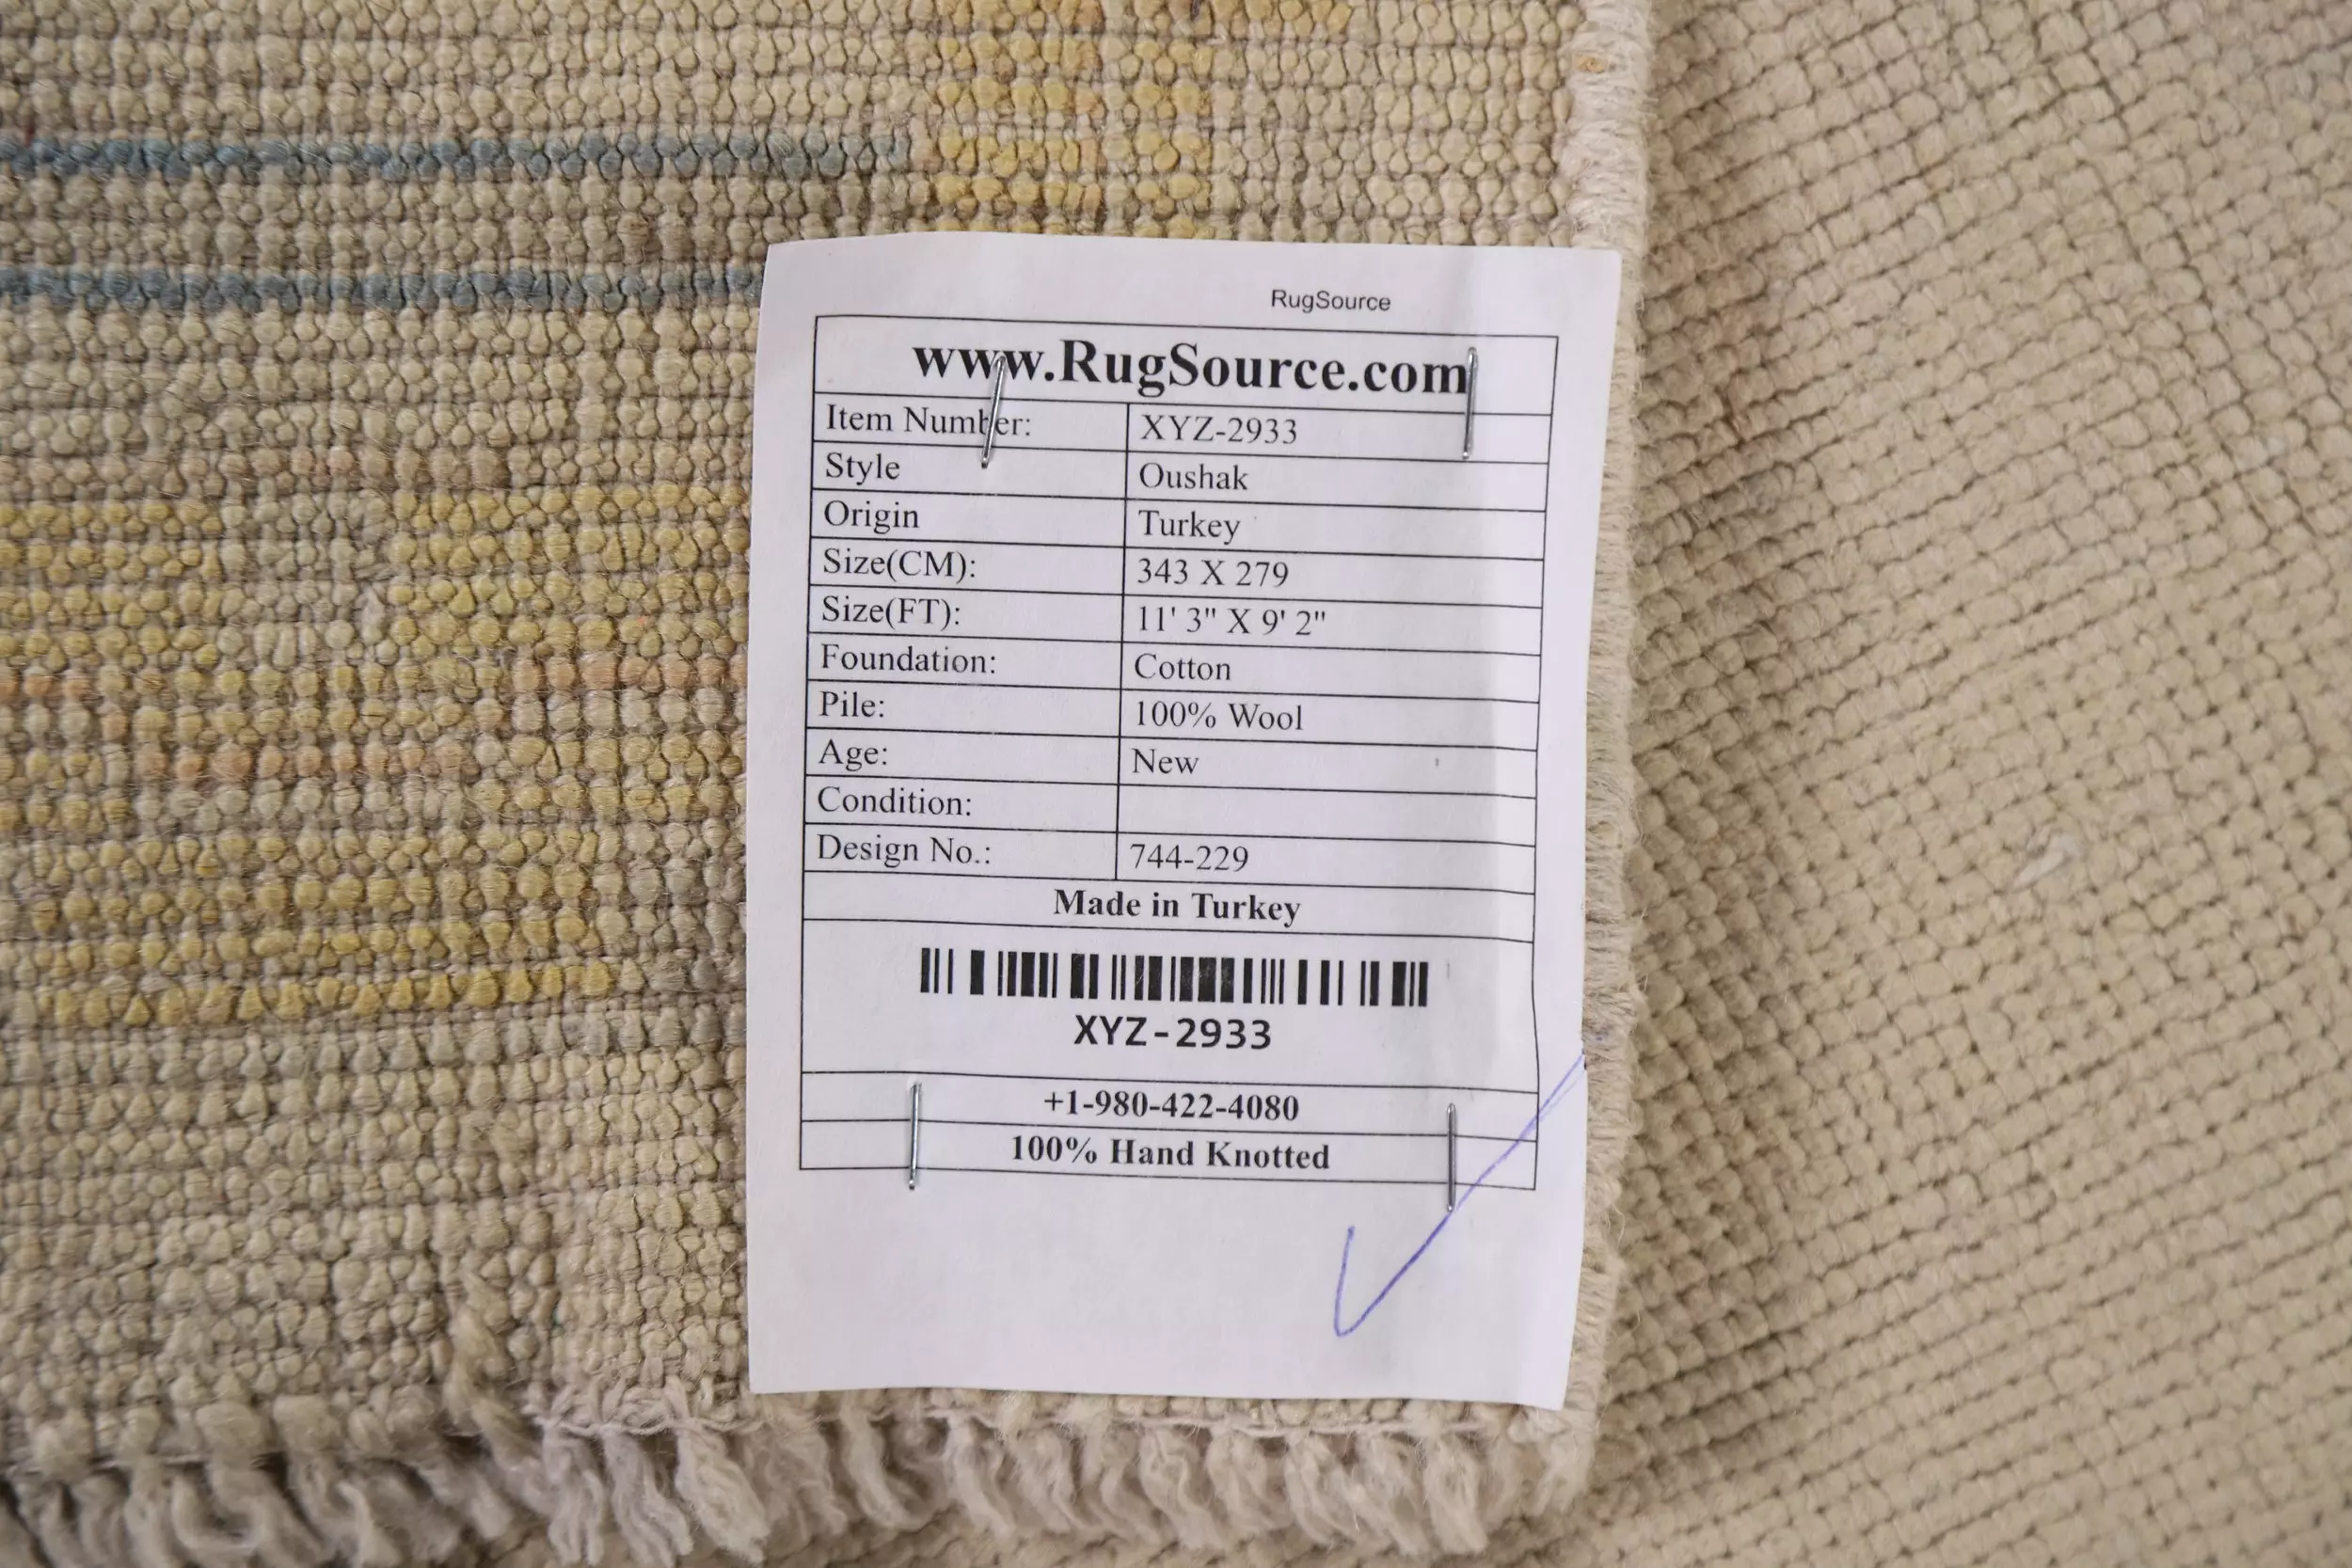 RugSource
www.RugSource.com
Item Number: XYZ-2933
Style Oushak
Origin Turkey
Size(CM): 343 X 279
Size(FT): 11' 3" X 9' 2"
Foundation: Cotton
Pile: 100% Wool
Age: New
Condition:
Design No.: 744-229
Made in Turkey
XYZ-2933
+1-980-422-4080
100% Hand Knotted